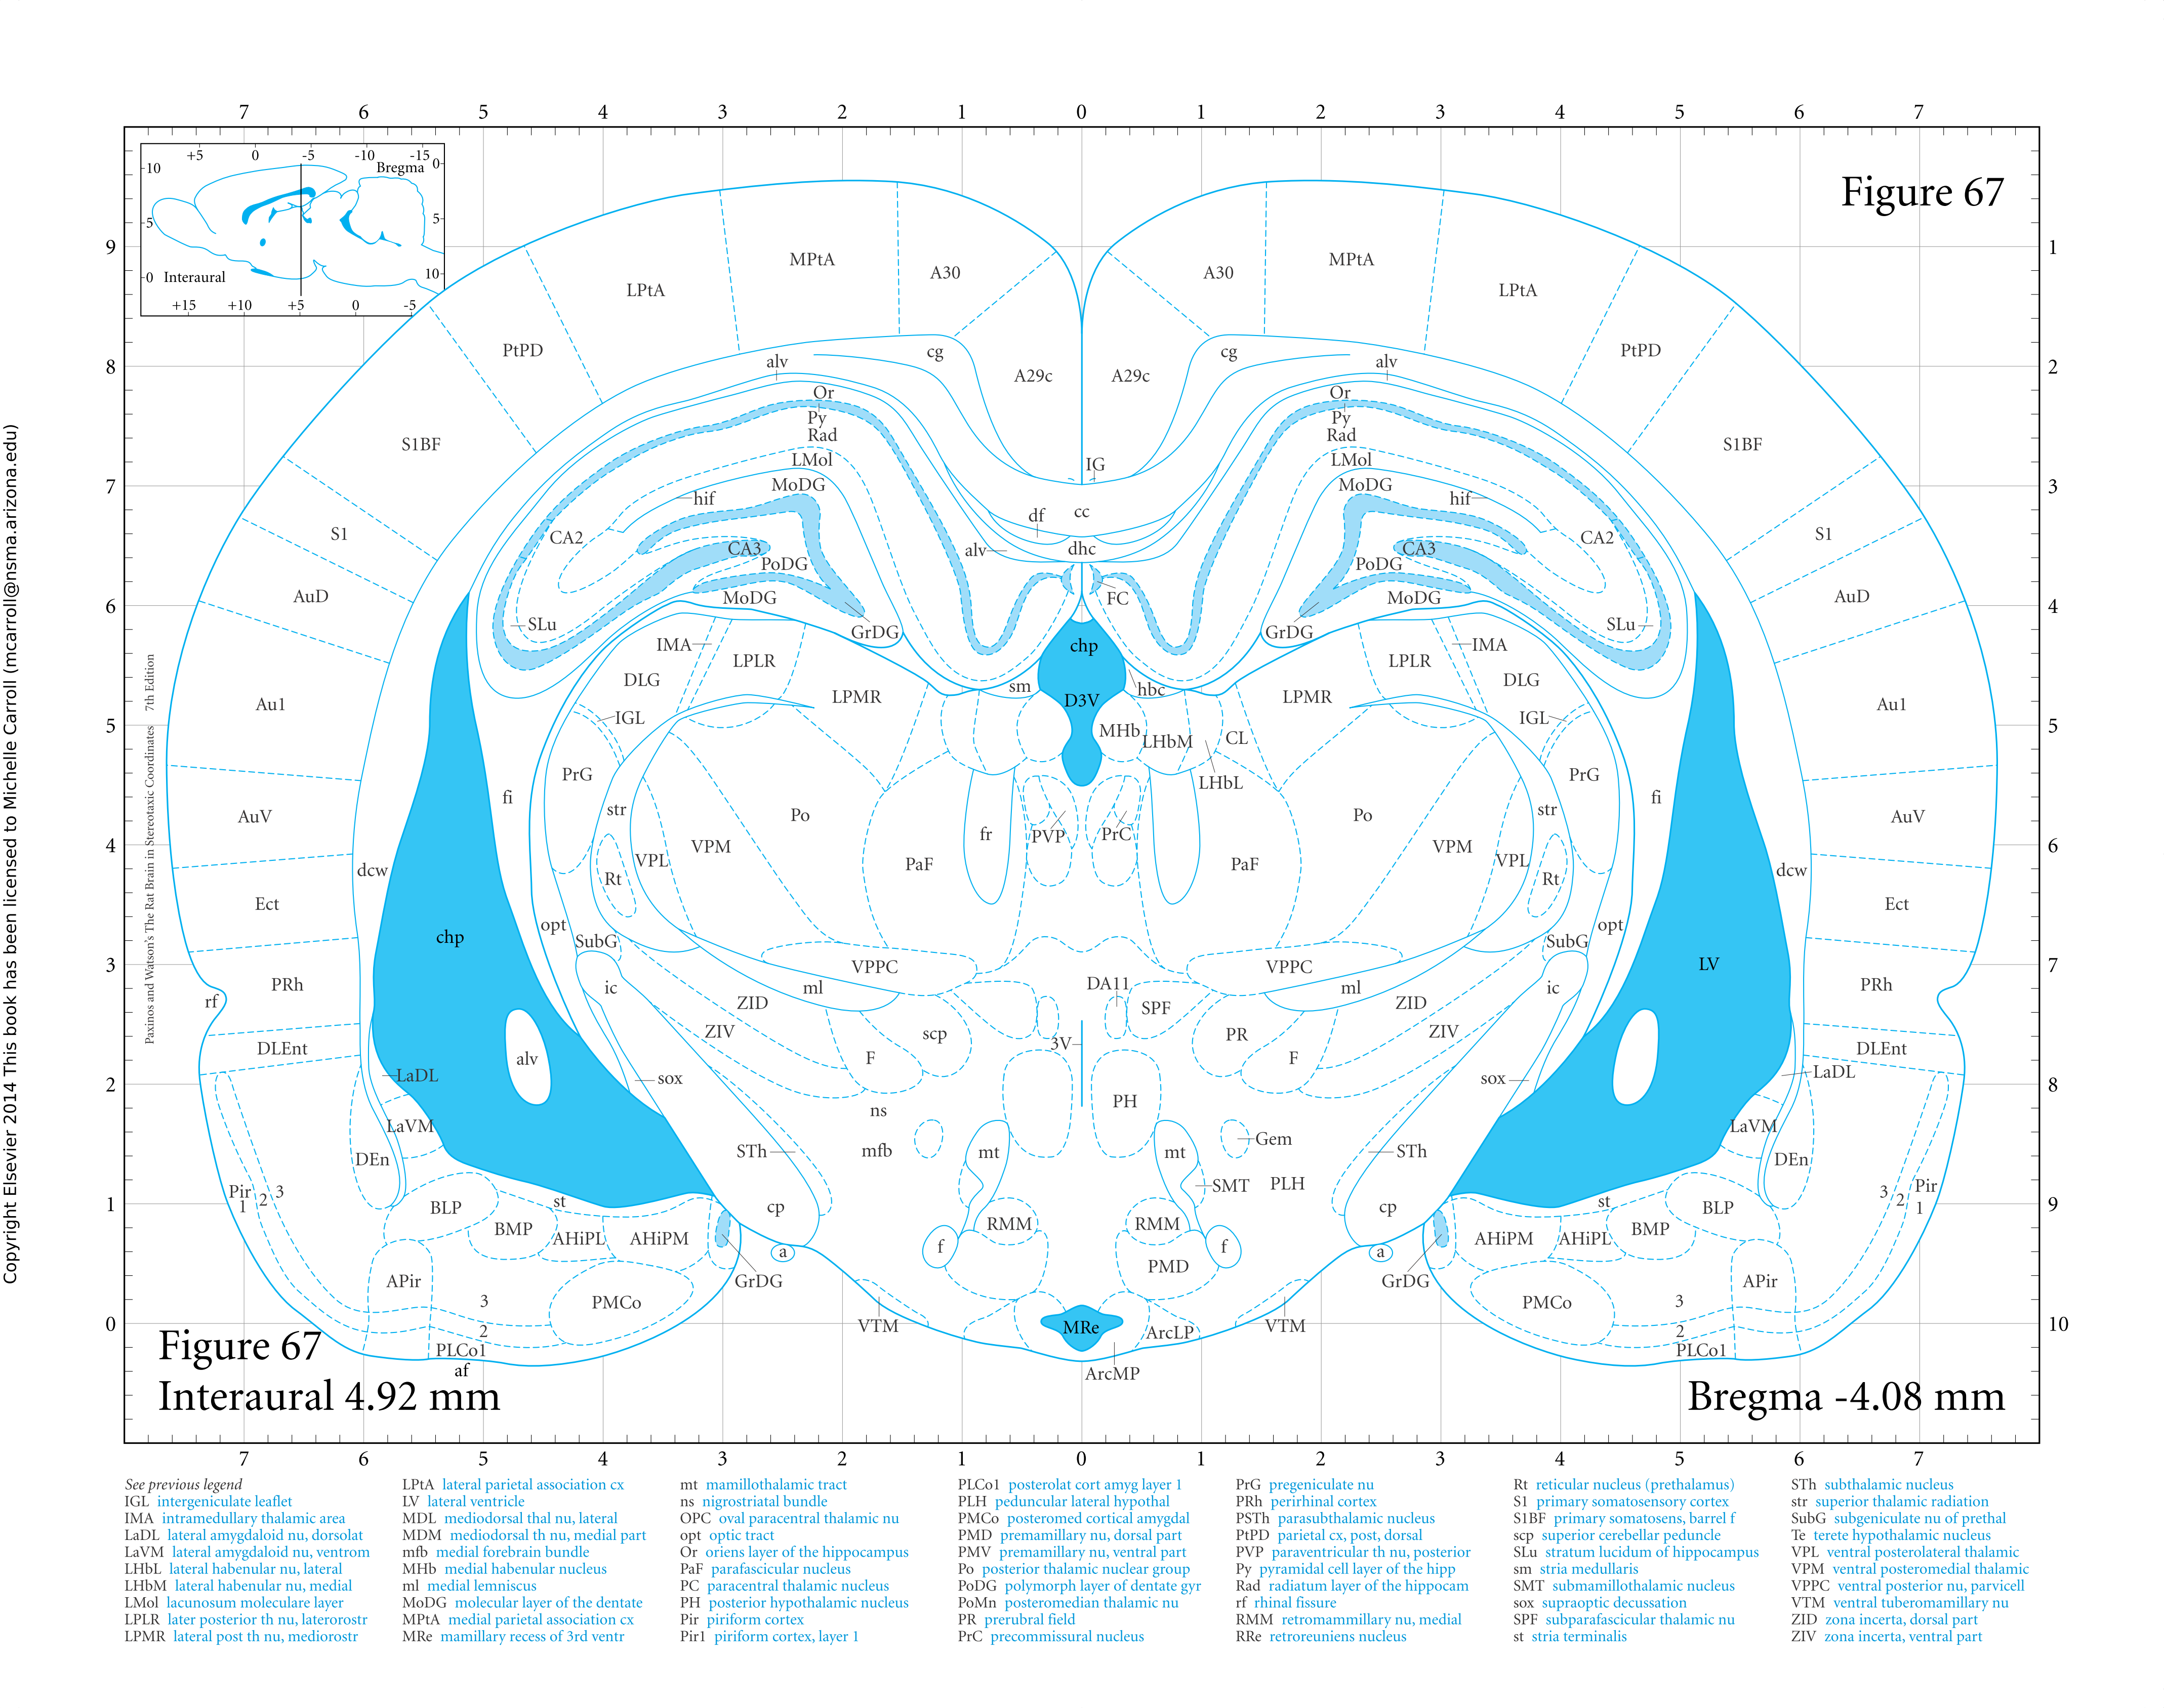 7 6 5 4 3 2 1 0 1 2 3 4 5 6 7
+5 0 -5 -10 -15
10 Bregma 0
5 5
0 Interaural 10
+15 +10 +5 0 -5
Figure 67
9 MPtA MPtA 1
A30 A30
LPtA LPtA
PtPD PtPD
8 alv cg cg alv 2
A29c A29c
Or Or
Py Py
Rad Rad
S1BF S1BF
LMol IG LMol
7 MoDG MoDG 3
hif hif
cc
df
S1 CA2 CA2 S1
CA3 alv dhc CA3
PoDG PoDG
AuD MoDG FC MoDG AuD
6 4
SLu GrDG GrDG SLu
IMA chp IMA
LPLR LPLR
DLG sm hbc DLG
LPMR D3V LPMR
Au1 Au1
5 IGL MHb IGL 5
LHbM CL
PrG LHbL PrG
fi fi
AuV str Po Po str AuV
fr PVP PrC
4 VPM VPM 6
VPL PaF PaF VPL
dcw Rt Rt dcw
Ect Ect
opt opt
chp SubG SubG
3 VPPC VPPC LV 7
PRh ic ml DA11 ml ic PRh
rf ZID SPF ZID
ZIV scp PR ZIV
DLEnt 3V DLEnt
alv F F
LaDL sox sox LaDL
2 8
ns PH
LaVM LaVM
Gem
DEn STh mfb mt mt STh DEn
SMT PLH
Pir 3 3 Pir
1 1 2 2 1 9
BLP st cp cp st BLP
BMP RMM RMM BMP
AHiPL AHiPM f f AHiPM AHiPL
a a
APir GrDG PMD GrDG APir
3 PMCo PMCo 3
0 VTM MRe ArcLP VTM 10
2 2
PLCo1 PLCo1
af ArcMP
Figure 67
Interaural 4.92 mm
Bregma -4.08 mm
7 6 5 4 3 2 1 0 1 2 3 4 5 6 7
Copyright Elsevier 2014 This book has been licensed to Michelle Carroll (mcarroll@nsma.arizona.edu)
Paxinos and Watson's The Rat Brain in Stereotaxic Coordinates 7th Edition
See previous legend
IGL intergeniculate leaflet
IMA intramedullary thalamic area
LaDL lateral amygdaloid nu, dorsolat
LaVM lateral amygdaloid nu, ventrom
LHbL lateral habenular nu, lateral
LHbM lateral habenular nu, medial
LMol lacunosum moleculare layer
LPLR later posterior th nu, laterorostr
LPMR lateral post th nu, mediorostr
LPtA lateral parietal association cx
LV lateral ventricle
MDL mediodorsal thal nu, lateral
MDM mediodorsal th nu, medial part
mfb medial forebrain bundle
MHb medial habenular nucleus
ml medial lemniscus
MoDG molecular layer of the dentate
MPtA medial parietal association cx
MRe mamillary recess of 3rd ventr
mt mamillothalamic tract
ns nigrostriatal bundle
OPC oval paracentral thalamic nu
opt optic tract
Or oriens layer of the hippocampus
PaF parafascicular nucleus
PC paracentral thalamic nucleus
PH posterior hypothalamic nucleus
Pir piriform cortex
Pir1 piriform cortex, layer 1
PLCo1 posterolat cort amyg layer 1
PLH peduncular lateral hypothal
PMCo posteromed cortical amygdal
PMD premamillary nu, dorsal part
PMV premamillary nu, ventral part
Po posterior thalamic nuclear group
PoDG polymorph layer of dentate gyr
PoMn posteromedian thalamic nu
PR prerubral field
PrC precommissural nucleus
PrG pregeniculate nu
PRh perirhinal cortex
PSTh parasubthalamic nucleus
PtPD parietal cx, post, dorsal
PVP paraventricular th nu, posterior
Py pyramidal cell layer of the hipp
Rad radiatum layer of the hippocam
rf rhinal fissure
RMM retromammillary nu, medial
RRe retroreuniens nucleus
Rt reticular nucleus (prethalamus)
S1 primary somatosensory cortex
S1BF primary somatosens, barrel f
scp superior cerebellar peduncle
SLu stratum lucidum of hippocampus
sm stria medullaris
SMT submamillothalamic nucleus
sox supraoptic decussation
SPF subparafascicular thalamic nu
st stria terminalis
STh subthalamic nucleus
str superior thalamic radiation
SubG subgeniculate nu of prethal
Te terete hypothalamic nucleus
VPL ventral posterolateral thalamic
VPM ventral posteromedial thalamic
VPPC ventral posterior nu, parvicell
VTM ventral tuberomamillary nu
ZID zona incerta, dorsal part
ZIV zona incerta, ventral part